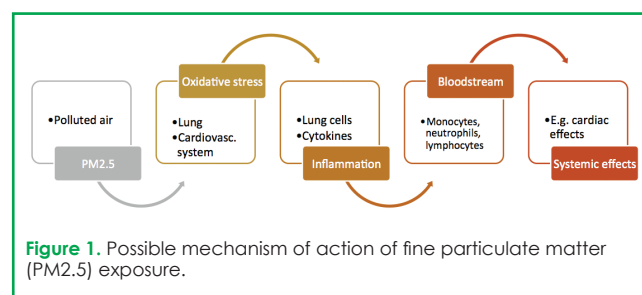 •Polluted air
PM2.5
Oxidative stress
•Lung
•Cardiovasc.
system
•Lung cells
•Cytokines
Inflammation
Bloodstream
•Monocytes,
neutrophils,
lymphocytes
•E.g. cardiac
effects
Systemic effects
Figure 1. Possible mechanism of action of fine particulate matter
(PM2.5) exposure.